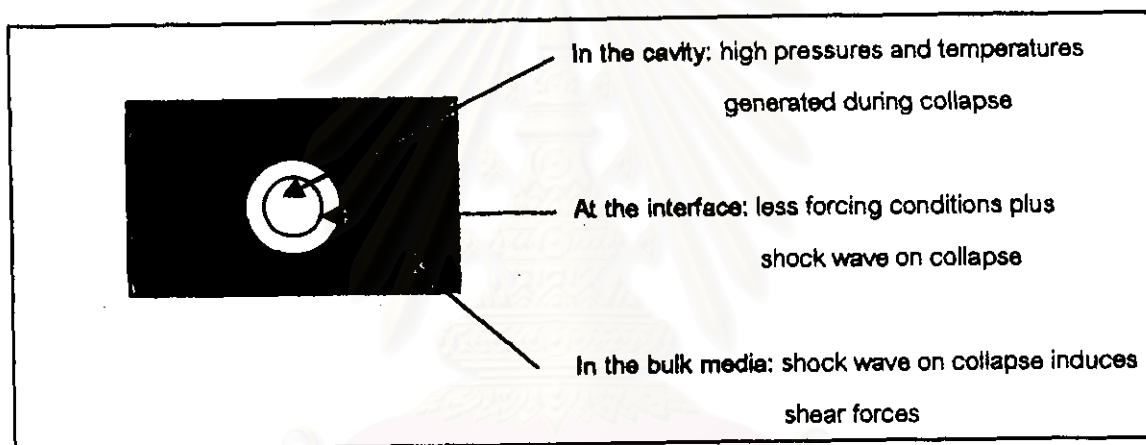 In the cavity: high pressures and temperatures
generated during collapse
At the interface: less forcing conditions plus
shock wave on collapse
In the bulk media: shock wave on collapse induces
shear forces